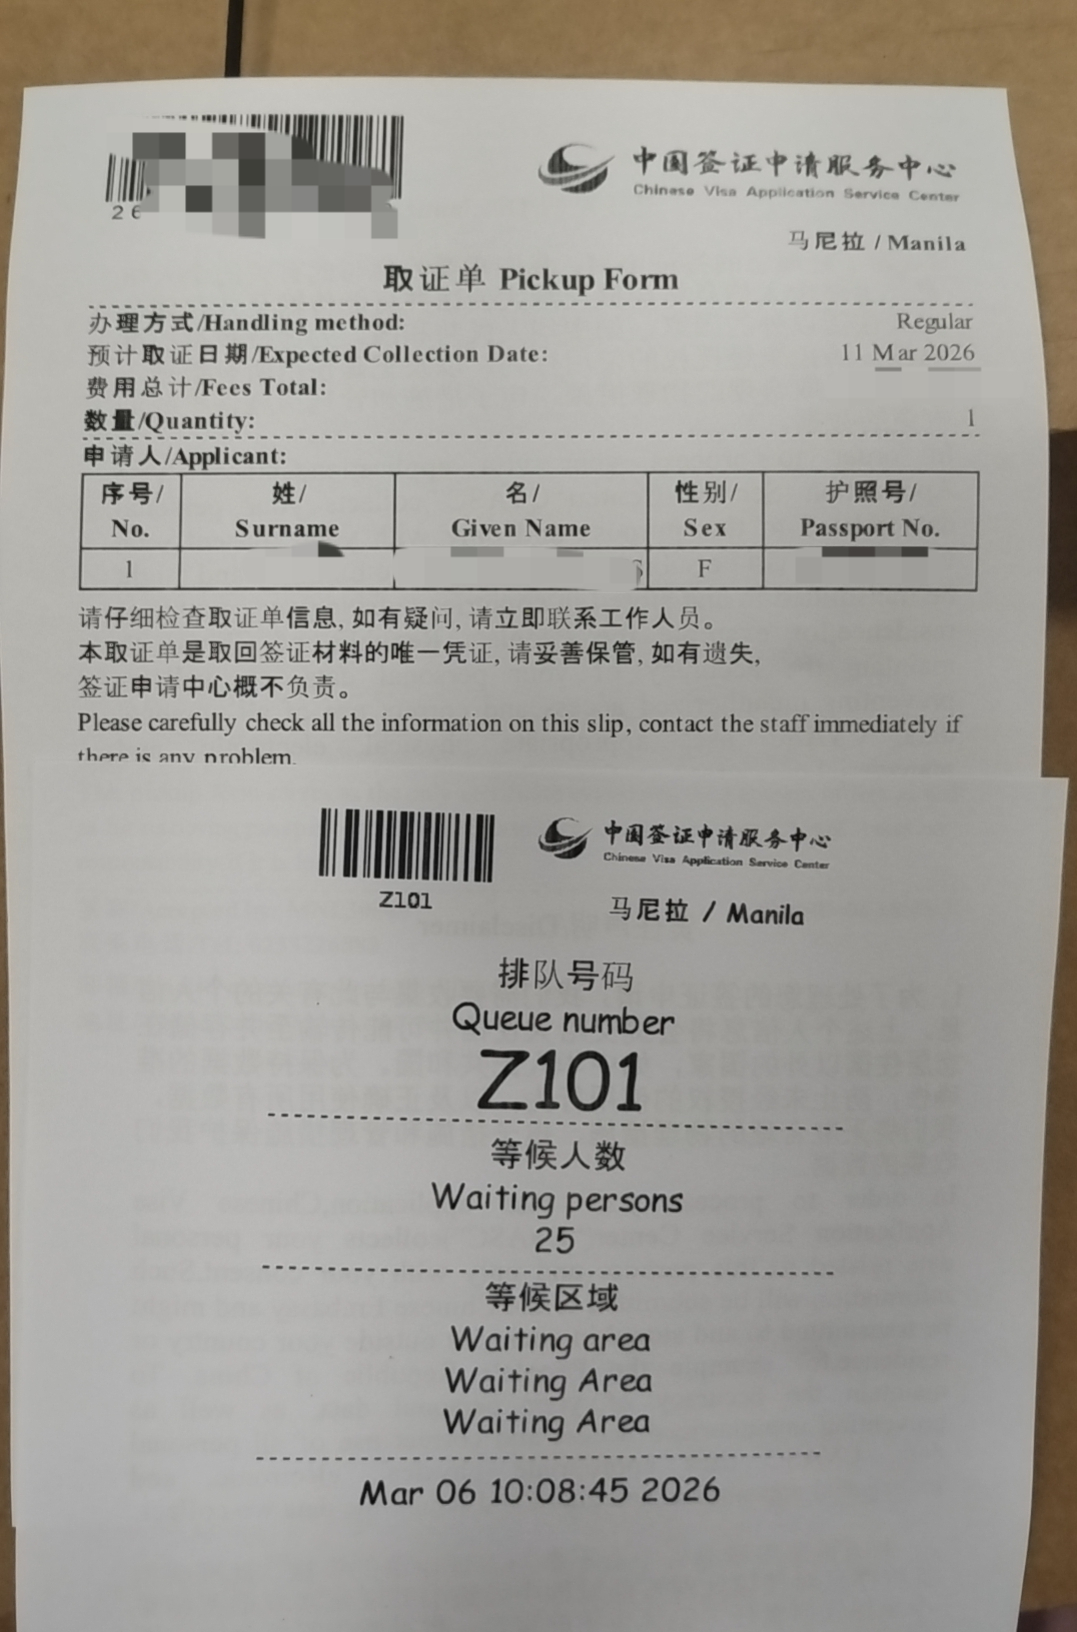 26
中国签证申请服务中心
Chinese Visa Application Service Center
马尼拉 / Manila
取证单 Pickup Form
办理方式/Handling method: Regular
预计取证日期/Expected Collection Date: 11 Mar 2026
费用总计/Fees Total:
数量/Quantity: 1
申请人/Applicant:
序号/ 姓/ 名/ 性别/ 护照号/
No. Surname Given Name Sex Passport No.
1 F
请仔细检查取证单信息, 如有疑问, 请立即联系工作人员。
本取证单是取回签证材料的唯一凭证, 请妥善保管, 如有遗失,
签证申请中心概不负责。
Please carefully check all the information on this slip, contact the staff immediately if
there is any problem.
Z101
中国签证申请服务中心
Chinese Visa Application Service Center
马尼拉 / Manila
排队号码
Queue number
Z101
等候人数
Waiting persons
25
等候区域
Waiting area
Waiting Area
Waiting Area
Mar 06 10:08:45 2026